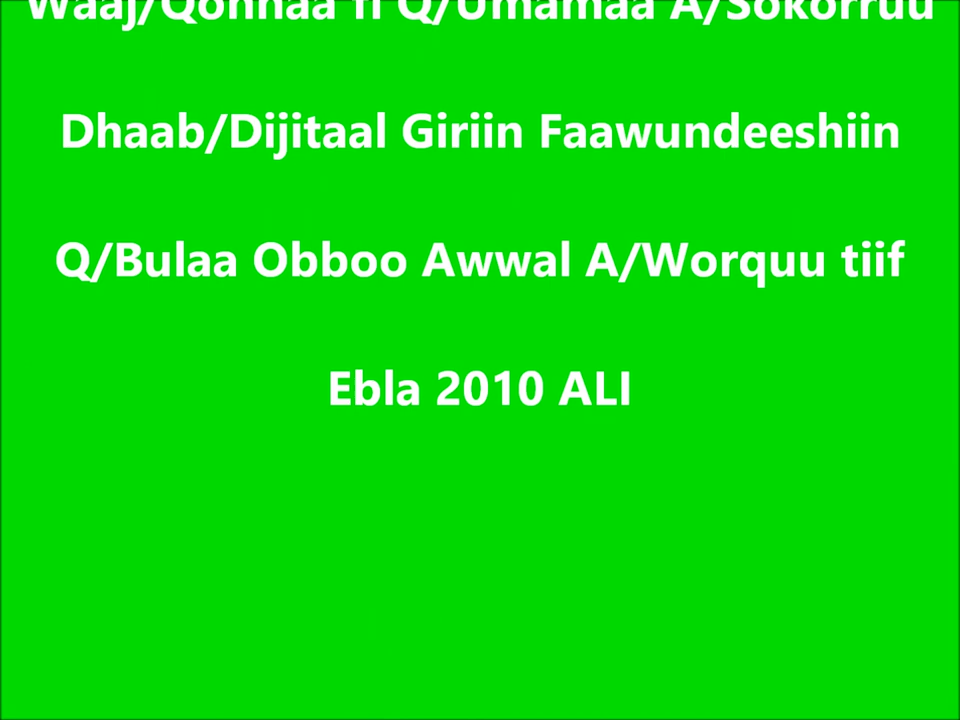 Waaj/Qonnaa fi Q/Umamaa A/Sokorruu
Dhaab/Dijitaal Giriin Faawundeeshiin
Q/Bulaa Obboo Awwal A/Worquu tiif
Ebla 2010 ALI